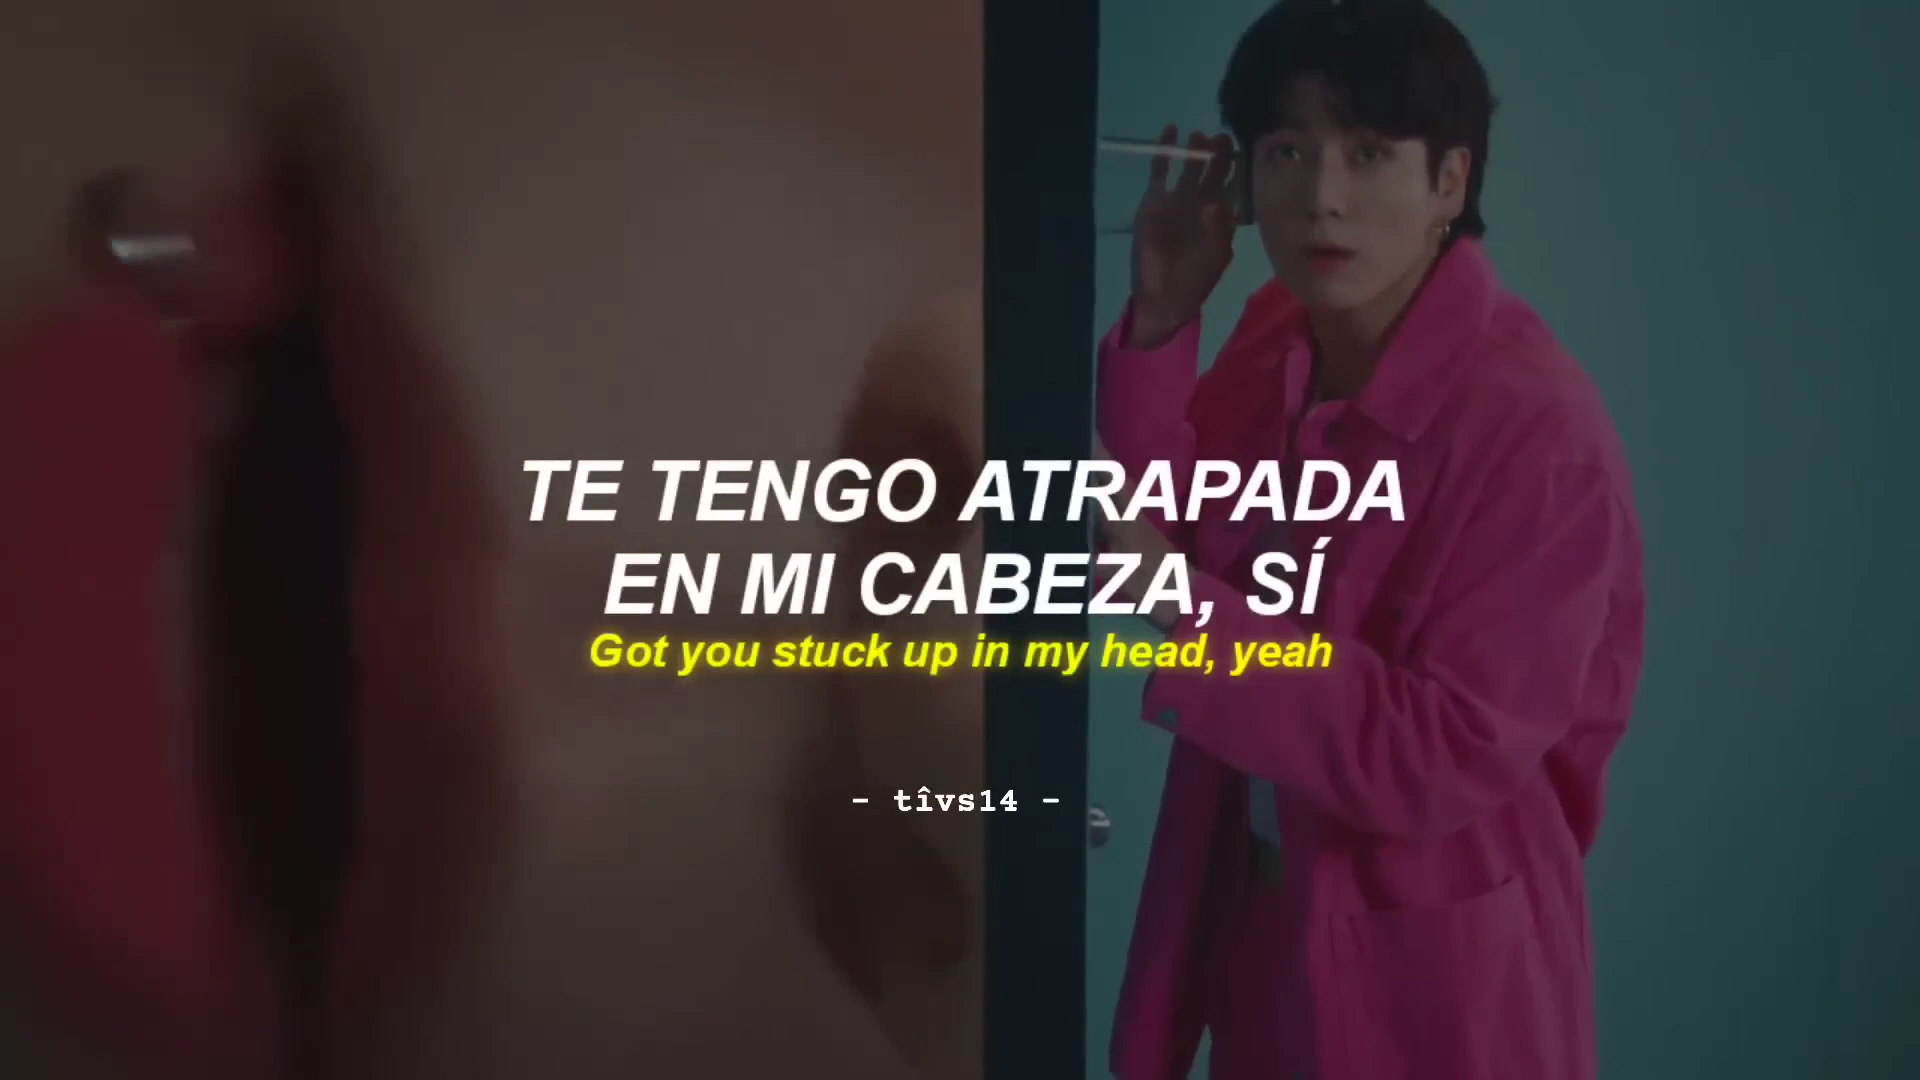 TE TENGO ATRAPADA
EN MI CABEZA, SÍ
Got you stuck up in my head, yeah
- tîvs14 -